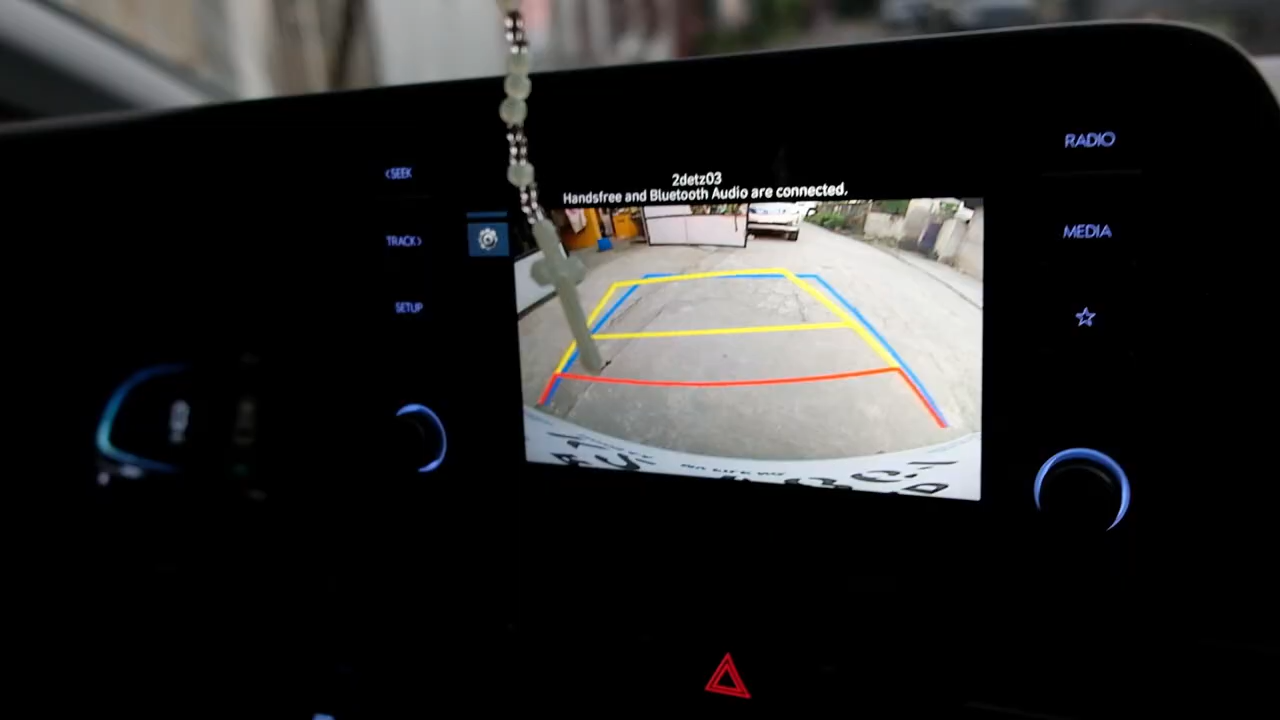 RADIO
<SEEK
2detz03
Handsfree and Bluetooth Audio are connected.
TRACK>
MEDIA
SETUP